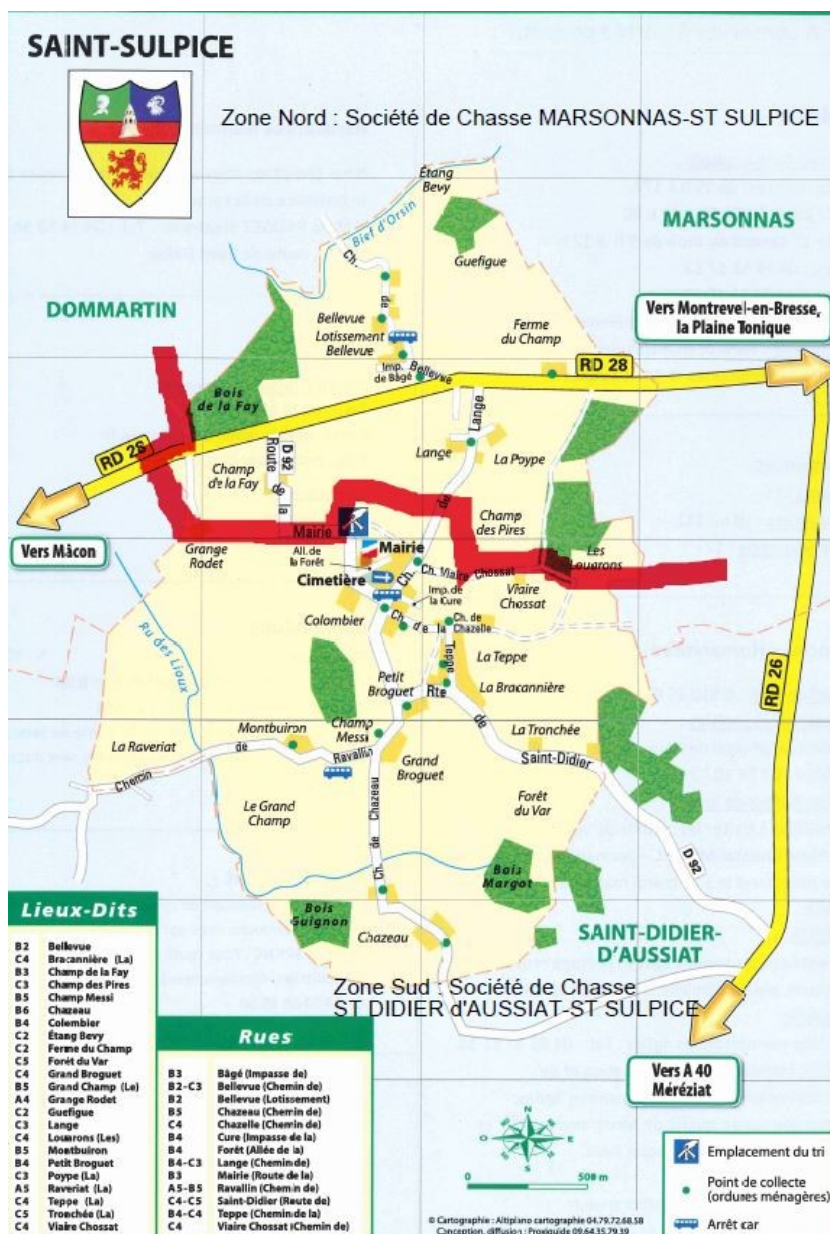 SAINT-SULPICE
Zone Nord : Société de Chasse MARSONNAS-ST SULPICE
Étang
Bevy
MARSONNAS
Bief d'Orsin
Ch.
de
Guefigue
DOMMARTIN
Vers Montrevel-en-Bresse,
la Plaine Tonique
Bellevue
Lotissement
Bellevue
Ferme
du Champ
Imp.
de Bâgé
Bellevue
RD 28
Bois
de la Fay
Lange
RD 28
D 92
Route
de la
Champ
de la Fay
Lange
La Poype
de
Vers Mâcon
Mairie
Champ
des Pires
Grange
Rodet
All. de
la Forêt
Mairie
Les
Louarons
Ch. Viaire Chossat
Cimetière
Ch.
Imp. de
la Cure
Viaire
Chossat
Colombier
Ch. de la
Ch. de
Chazelle
Teppe
Ru des Lioux
La Teppe
RD 26
Petit
Broguet
Rte
La Bracannière
de
Montbuiron
Champ
Messi
La Tronchée
La Raveriat
Saint-Didier
Chemin
de
Ravallin
Grand
Broguet
Le Grand
Champ
Forêt
du Var
Ch. de Chazeau
D 92
Bois
Margot
Bois
Guignon
Chazeau
SAINT-DIDIER-
D'AUSSIAT
Zone Sud : Société de Chasse
ST DIDIER d'AUSSIAT-ST SULPICE
Vers A 40
Méréziat
Lieux-Dits
B2 Bellevue
C4 Bracannière (La)
B3 Champ de la Fay
C3 Champ des Pires
B5 Champ Messi
B6 Chazeau
B4 Colombier
C2 Étang Bevy
C2 Ferme du Champ
C5 Forêt du Var
C4 Grand Broguet
B5 Grand Champ (Le)
A4 Grange Rodet
C2 Guefigue
C3 Lange
C4 Louarons (Les)
B5 Montbuiron
B4 Petit Broguet
C3 Poype (La)
A5 Raveriat (La)
C4 Teppe (La)
C5 Tronchée (La)
C4 Viaire Chossat
Rues
B3 Bâgé (Impasse de)
B2-C3 Bellevue (Chemin de)
B2 Bellevue (Lotissement)
B5 Chazeau (Chemin de)
C4 Chazelle (Chemin de)
B4 Cure (Impasse de la)
B4 Forêt (Allée de la)
B4-C3 Lange (Chemin de)
B3 Mairie (Route de la)
A5-B5 Ravallin (Chemin de)
C4-C5 Saint-Didier (Route de)
B4-C4 Teppe (Chemin de la)
C4 Viaire Chossat (Chemin de)
N
O
E
S
0
500 m
Emplacement du tri
Point de collecte
(ordures ménagères)
Arrêt car
© Cartographie : Altiplano cartographie 04.79.72.68.58
Conception, diffusion : Proxiguide 09.64.35.79.39